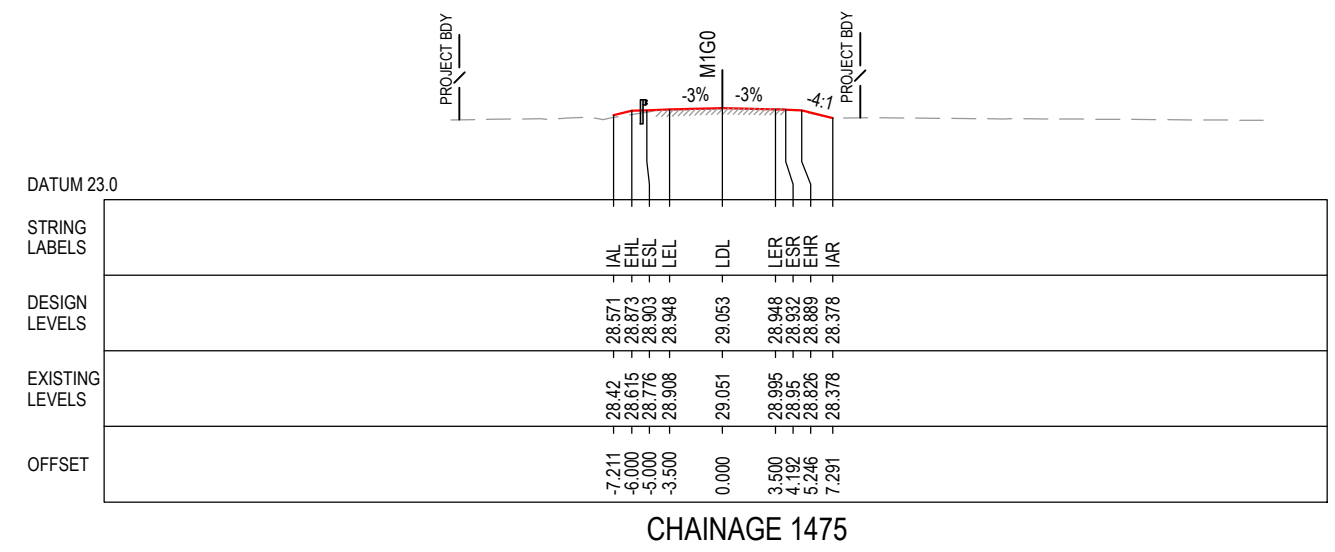 PROJECT BDY
M1G0
PROJECT BDY
-3%
-3%
-4:1
DATUM 23.0
STRING
LABELS
IAL
EHL
ESL
LEL
LDL
LER
ESR
EHR
IAR
DESIGN
LEVELS
28.571
28.873
28.903
28.948
29.053
28.948
28.932
28.889
28.378
EXISTING
LEVELS
28.42
28.615
28.776
28.908
29.051
28.995
28.95
28.826
28.378
OFFSET
-7.211
-6.000
-5.000
-3.500
0.000
3.500
4.192
5.246
7.291
CHAINAGE 1475